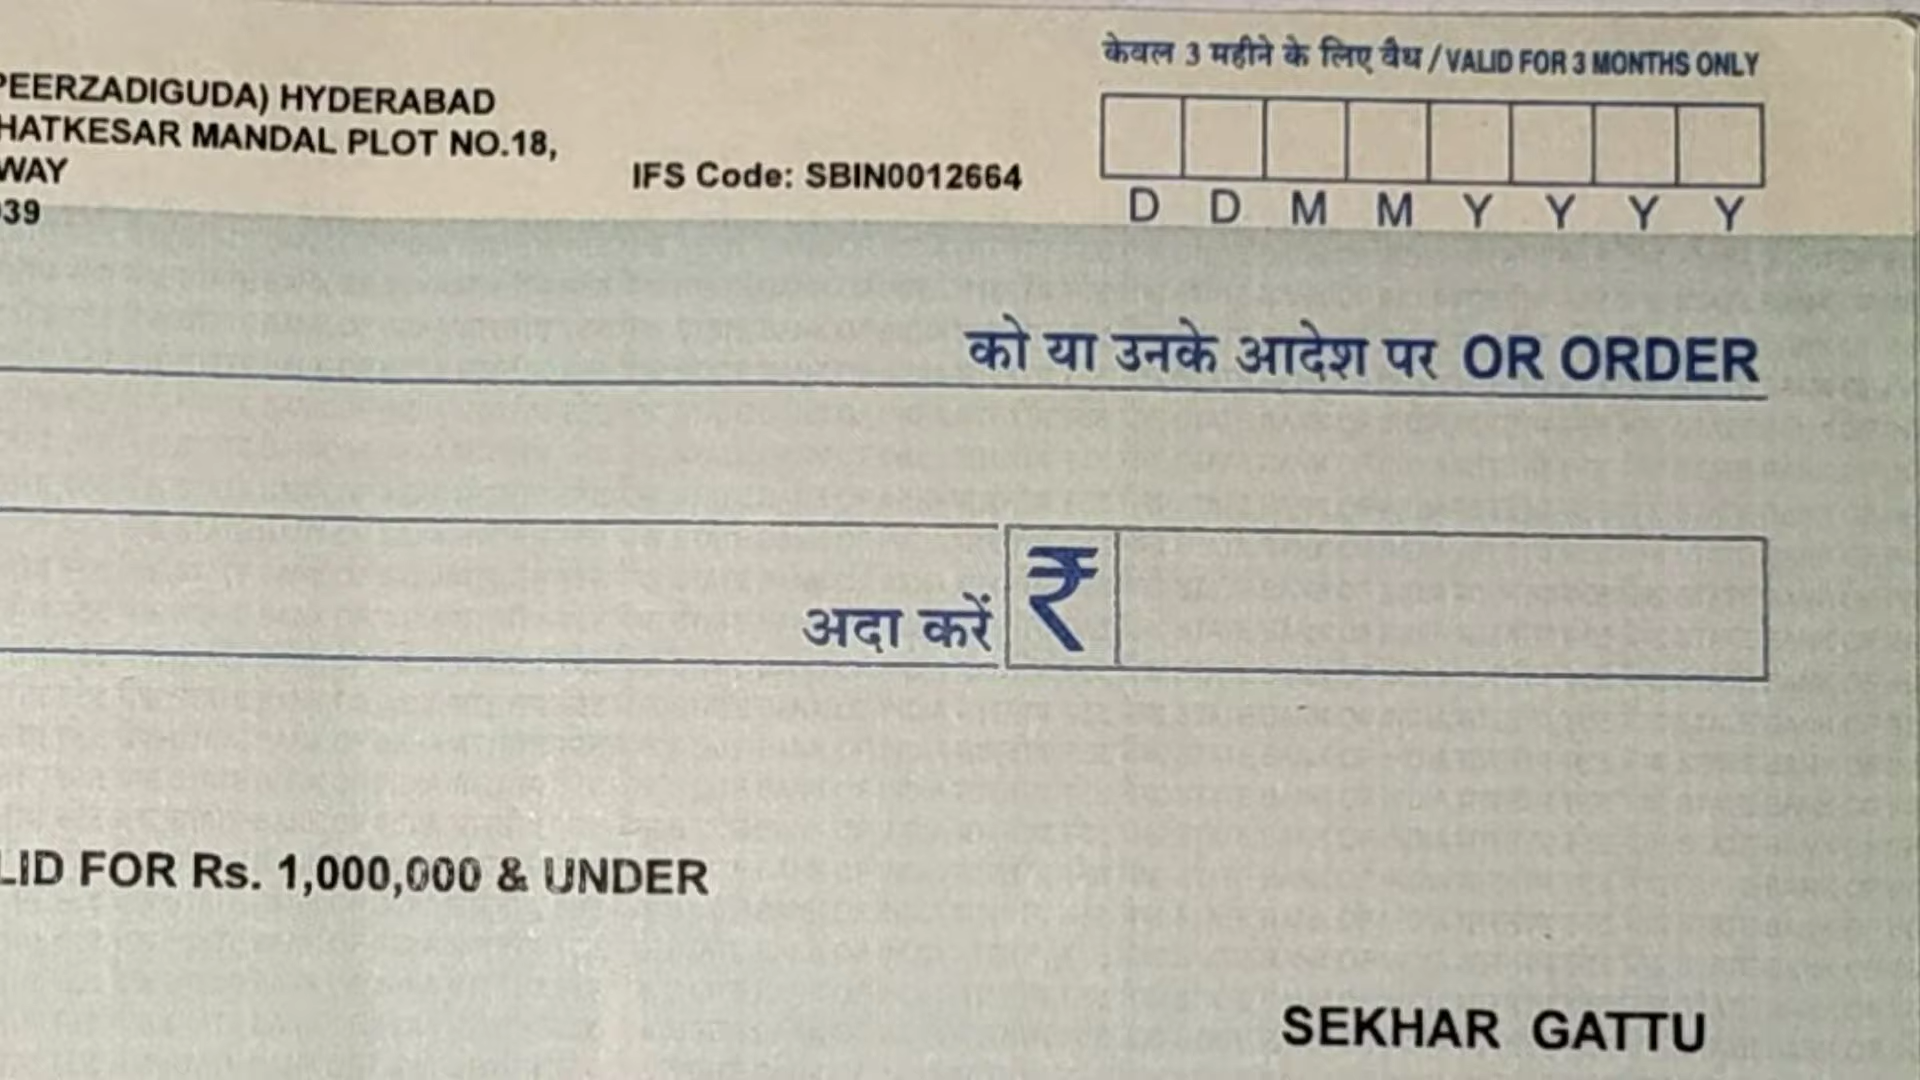 PEERZADIGUDA) HYDERABAD
HATKESAR MANDAL PLOT NO.18,
WAY
39
IFS Code: SBIN0012664
केवल 3 महीने के लिए वैध / VALID FOR 3 MONTHS ONLY
D D M M Y Y Y Y
को या उनके आदेश पर OR ORDER
अदा करें ₹
LID FOR Rs. 1,000,000 & UNDER
SEKHAR GATTU